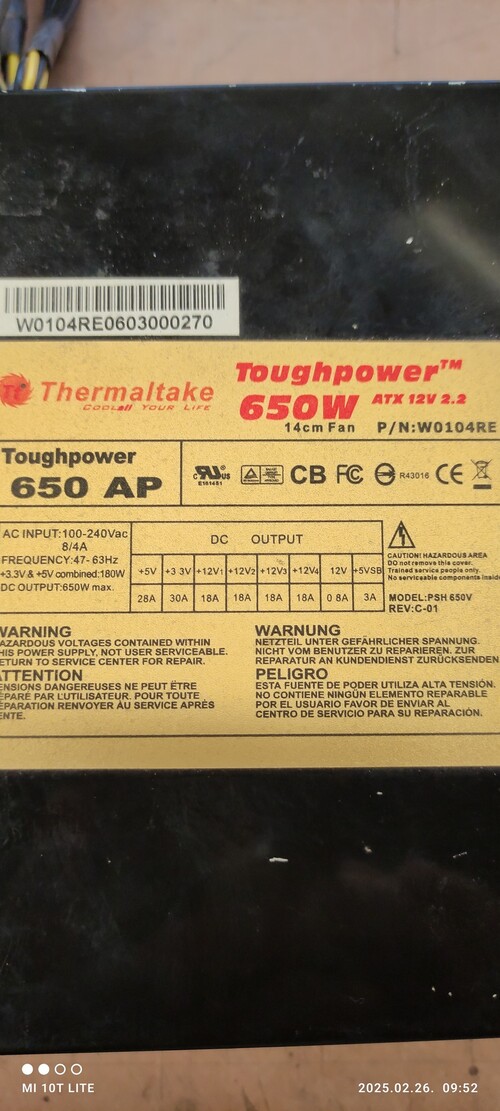 W0104RE0603000270
Thermaltake
COOLall YOUR LIFE
Toughpower™
650W ATX 12V 2.2
14cm Fan P/N:W0104RE
Toughpower
650 AP
C RU US
E181451
CB FC R43016 CE
AC INPUT:100-240Vac
8/4A
FREQUENCY:47- 63Hz
+3.3V & +5V combined:180W
DC OUTPUT:650W max.
DC OUTPUT
+5V +3 3V +12V1 +12V2 +12V3 +12V4 12V +5VSB
28A 30A 18A 18A 18A 18A 0 8A 3A
CAUTION! HAZARDOUS AREA
DO not remove this cover.
Trained service people only.
No serviceable components inside
MODEL:PSH 650V
REV:C-01
WARNING
HAZARDOUS VOLTAGES CONTAINED WITHIN
THIS POWER SUPPLY, NOT USER SERVICEABLE.
RETURN TO SERVICE CENTER FOR REPAIR.
ATTENTION
TENSIONS DANGEREUSES NE PEUT ÊTRE
ÉPARÉ PAR L'UTILISATEUR. POUR TOUTE
ÉPARATION RENVOYER AU SERVICE APRÈS
ENTE.
WARNUNG
NETZTEIL UNTER GEFÄHRLICHER SPANNUNG.
NICHT VOM BENUTZER ZU REPARIEREN. ZUR
REPARATUR AN KUNDENDIENST ZURÜCKSENDEN
PELIGRO
ESTA FUENTE DE PODER UTILIZA ALTA TENSIÓN.
NO CONTIENE NINGÚN ELEMENTO REPARABLE
POR EL USUARIO FAVOR DE ENVIAR AL
CENTRO DE SERVICIO PARA SU REPARACIÓN.
MI 10T LITE
2025.02.26. 09:52